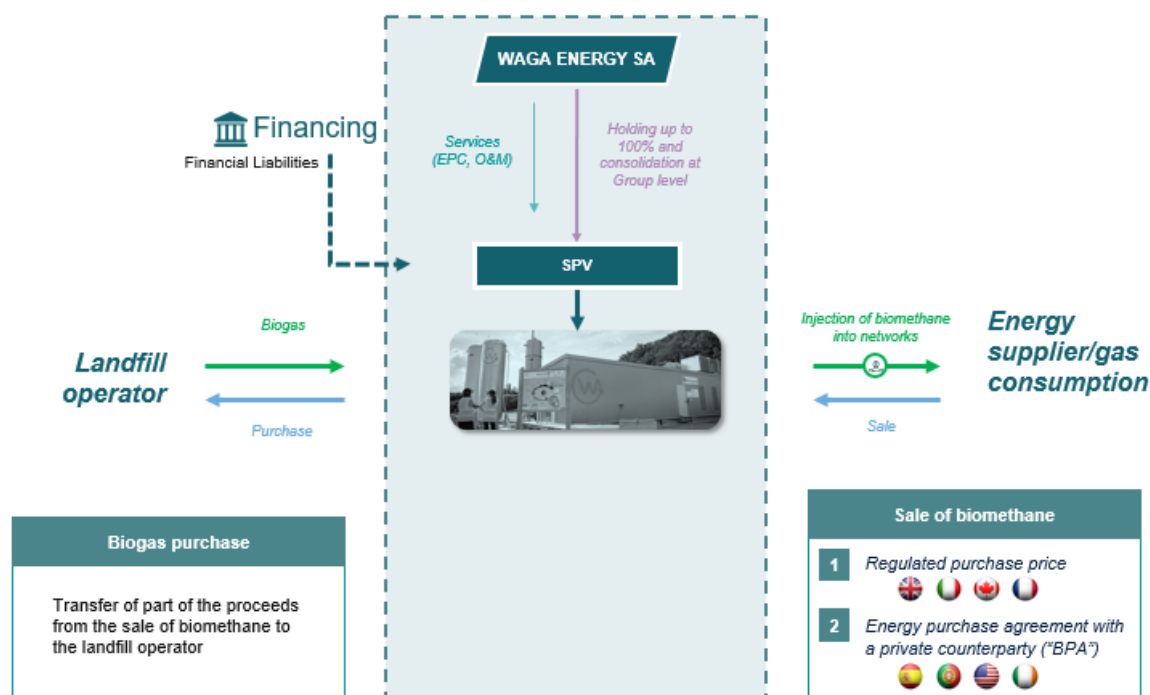 WAGA ENERGY SA
Financing
Financial Liabilities
Services
(EPC, O&M)
Holding up to
100% and
consolidation at
Group level
SPV
Biogas
Landfill
operator
Purchase
Injection of biomethane
into networks
Energy
supplier/gas
consumption
Sale
Biogas purchase
Transfer of part of the proceeds
from the sale of biomethane to
the landfill operator
Sale of biomethane
1 Regulated purchase price
2 Energy purchase agreement with
a private counterparty ("BPA")